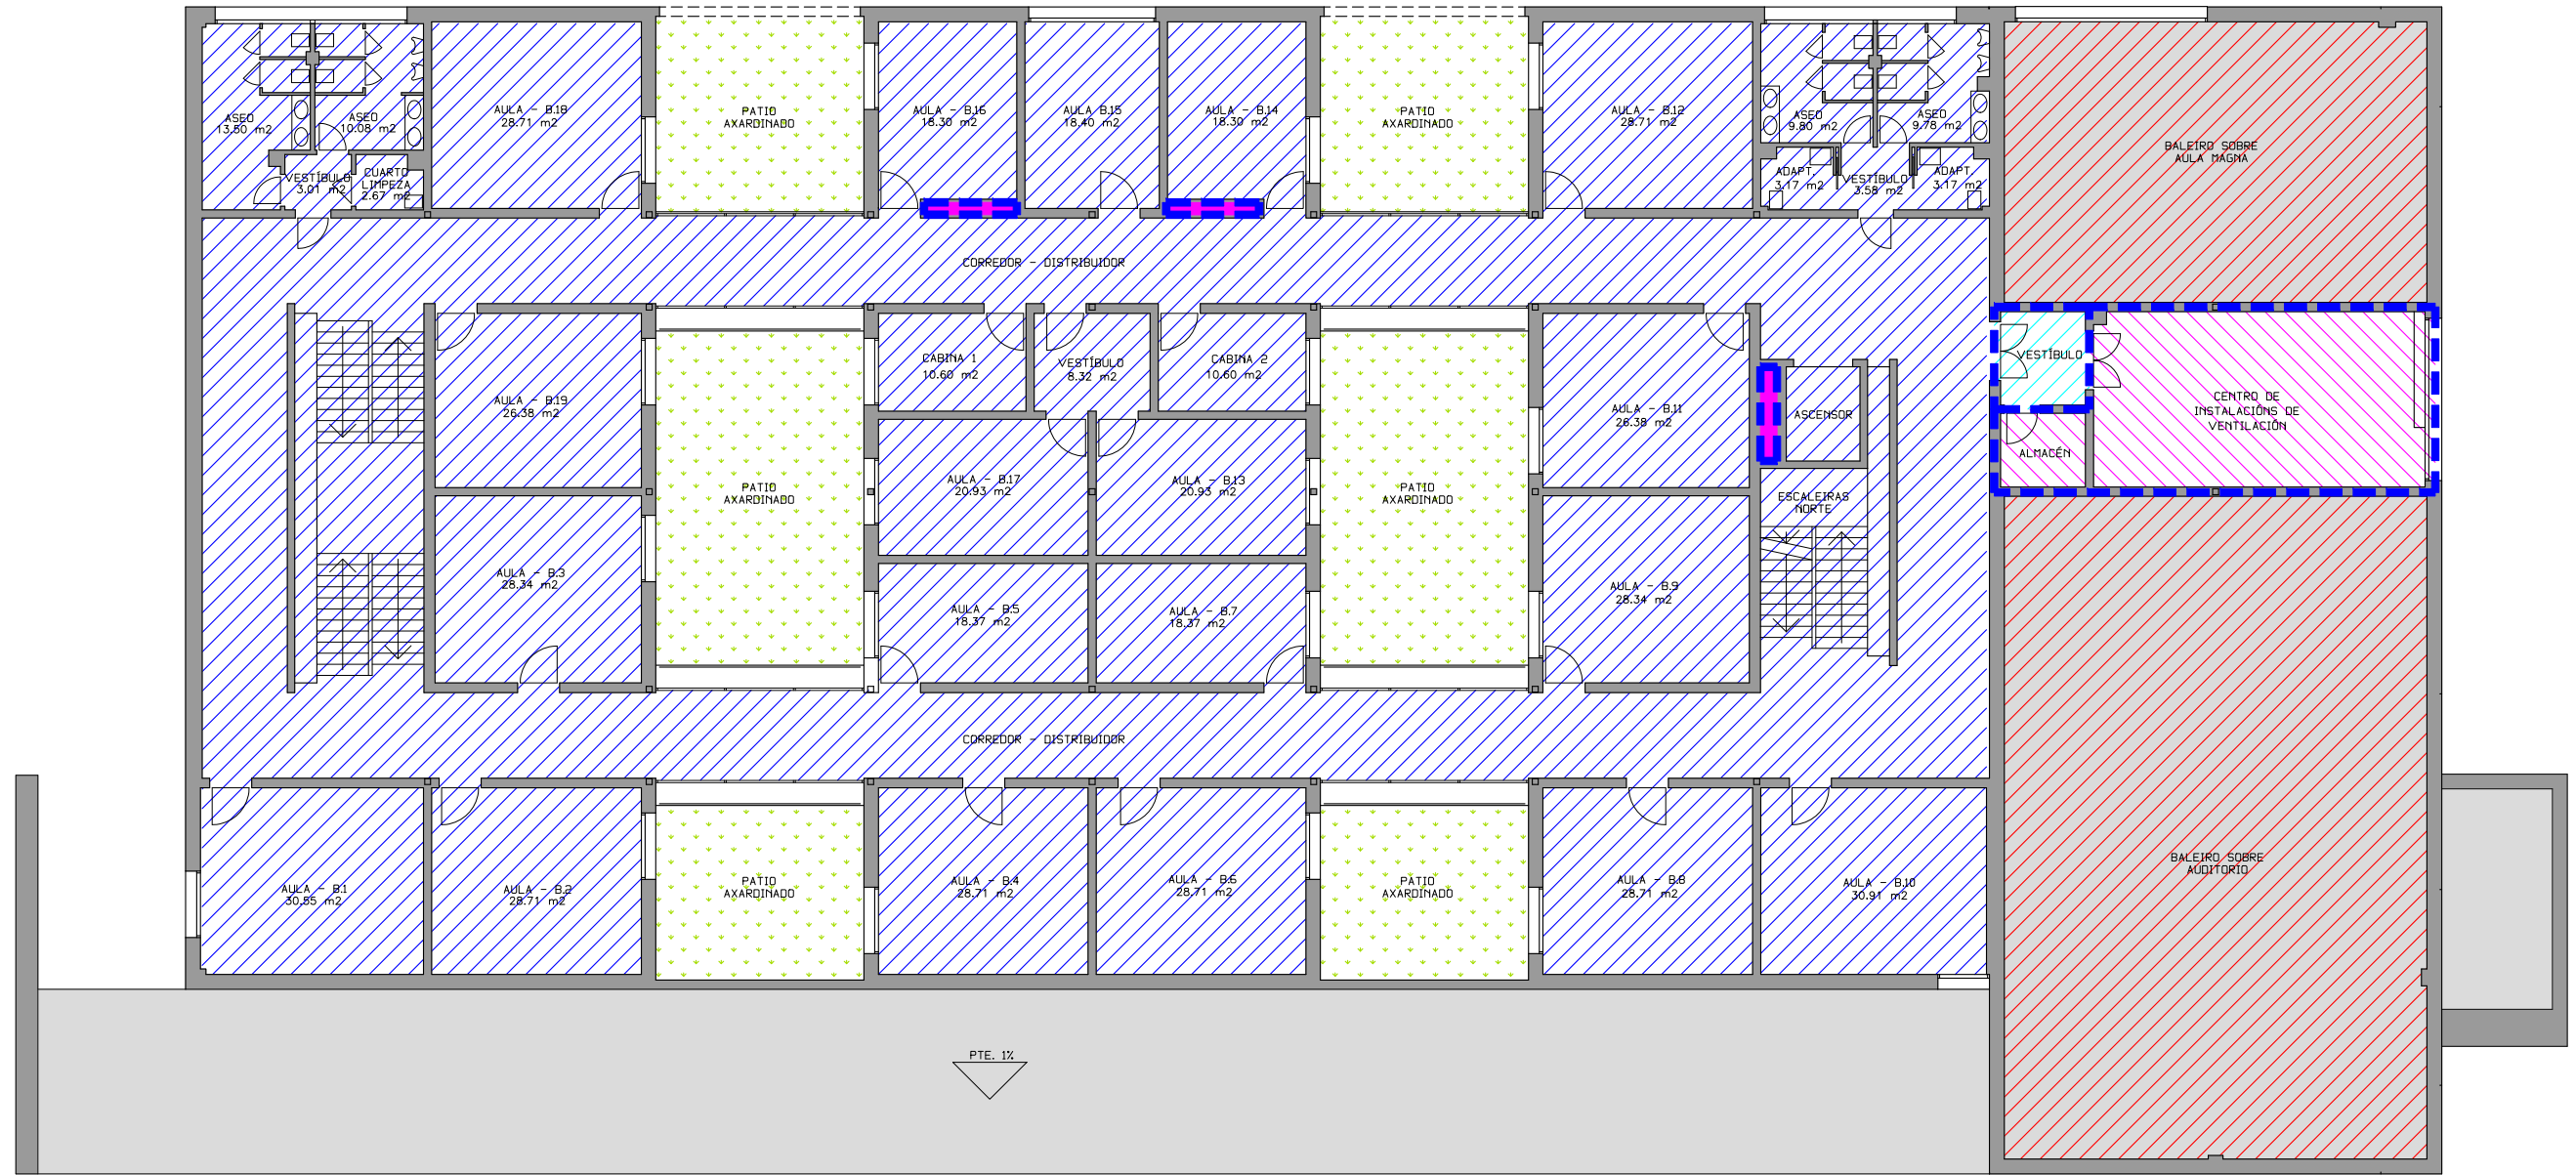 ASEO
13.50 m2
ASEO
10.08 m2
VESTÍBULO
3.01 m2
CUARTO
LIMPEZA
2.67 m2
AULA - B.18
28.71 m2
PATIO
AXARDINADO
AULA - B.16
18.30 m2
AULA B.15
18.40 m2
AULA - B.14
18.30 m2
PATIO
AXARDINADO
AULA - B.12
28.71 m2
ASEO
9.80 m2
ASEO
9.78 m2
ADAPT.
3.17 m2
VESTÍBULO
3.58 m2
ADAPT.
3.17 m2
BALEIRO SOBRE
AULA MAGNA
CORREDOR - DISTRIBUIDOR
AULA - B.19
26.38 m2
CABINA 1
10.60 m2
VESTÍBULO
8.32 m2
CABINA 2
10.60 m2
AULA - B.11
26.38 m2
ASCENSOR
VESTÍBULO
CENTRO DE
INSTALACIÓNS DE
VENTILACIÓN
ALMACÉN
PATIO
AXARDINADO
AULA - B.17
20.93 m2
AULA - B.13
20.93 m2
PATIO
AXARDINADO
ESCALEIRAS
NORTE
AULA - B.3
28.34 m2
AULA - B.5
18.37 m2
AULA - B.7
18.37 m2
AULA - B.9
28.34 m2
CORREDOR - DISTRIBUIDOR
AULA - B.1
30.55 m2
AULA - B.2
28.71 m2
PATIO
AXARDINADO
AULA - B.4
28.71 m2
AULA - B.6
28.71 m2
PATIO
AXARDINADO
AULA - B.8
28.71 m2
AULA - B.10
30.91 m2
BALEIRO SOBRE
AUDITORIO
PTE. 1%